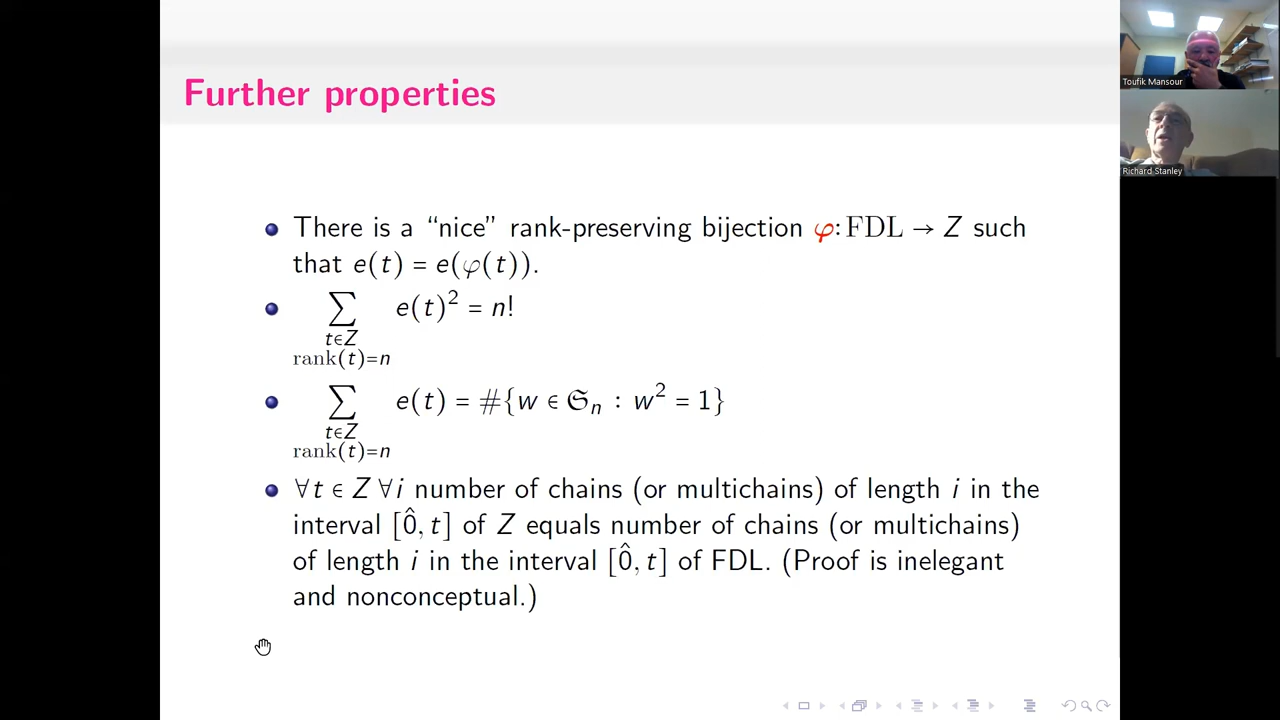 Further properties
There is a “nice” rank-preserving bijection φ: FDL → Z such
that e(t) = e(φ(t)).
∑ e(t)² = n!
t∈Z
rank(t)=n
∑ e(t) = #{w ∈ 𝔖ₙ : w² = 1}
t∈Z
rank(t)=n
∀t ∈ Z ∀i number of chains (or multichains) of length i in the
interval [0̂, t] of Z equals number of chains (or multichains)
of length i in the interval [0̂, t] of FDL. (Proof is inelegant
and nonconceptual.)
Toufik Mansour
Richard Stanley